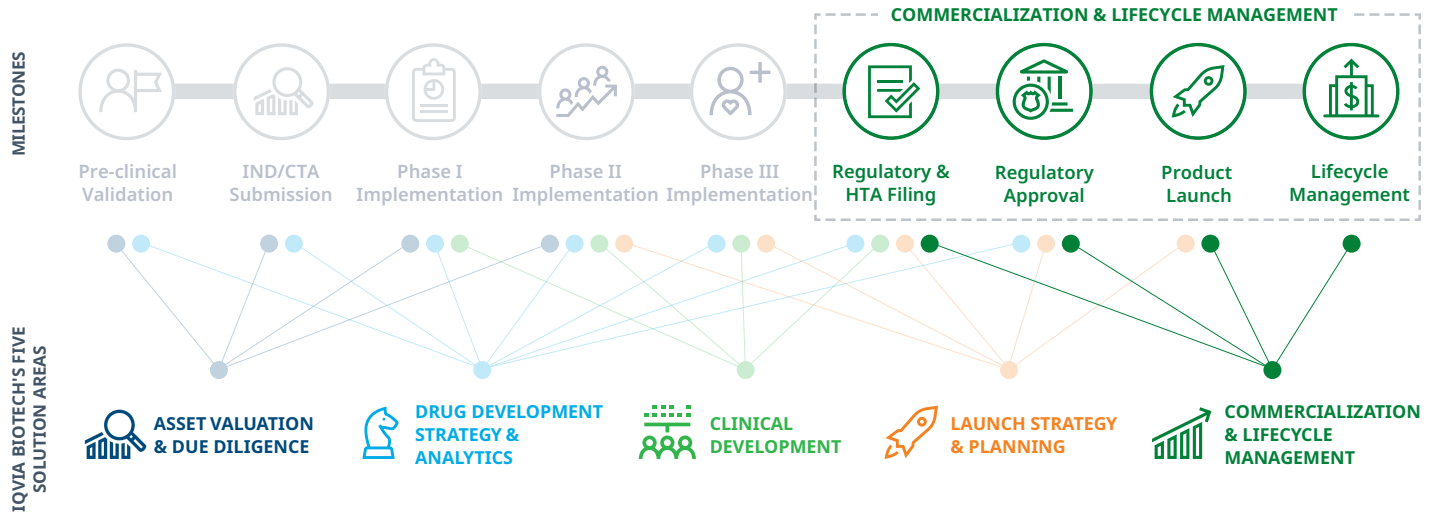 COMMERCIALIZATION & LIFECYCLE MANAGEMENT
MILESTONES
Pre-clinical
Validation
IND/CTA
Submission
Phase I
Implementation
Phase II
Implementation
Phase III
Implementation
Regulatory &
HTA Filing
Regulatory
Approval
Product
Launch
Lifecycle
Management
IQVIA BIOTECH'S FIVE
SOLUTION AREAS
ASSET VALUATION
& DUE DILIGENCE
DRUG DEVELOPMENT
STRATEGY &
ANALYTICS
CLINICAL
DEVELOPMENT
LAUNCH STRATEGY
& PLANNING
COMMERCIALIZATION
& LIFECYCLE
MANAGEMENT